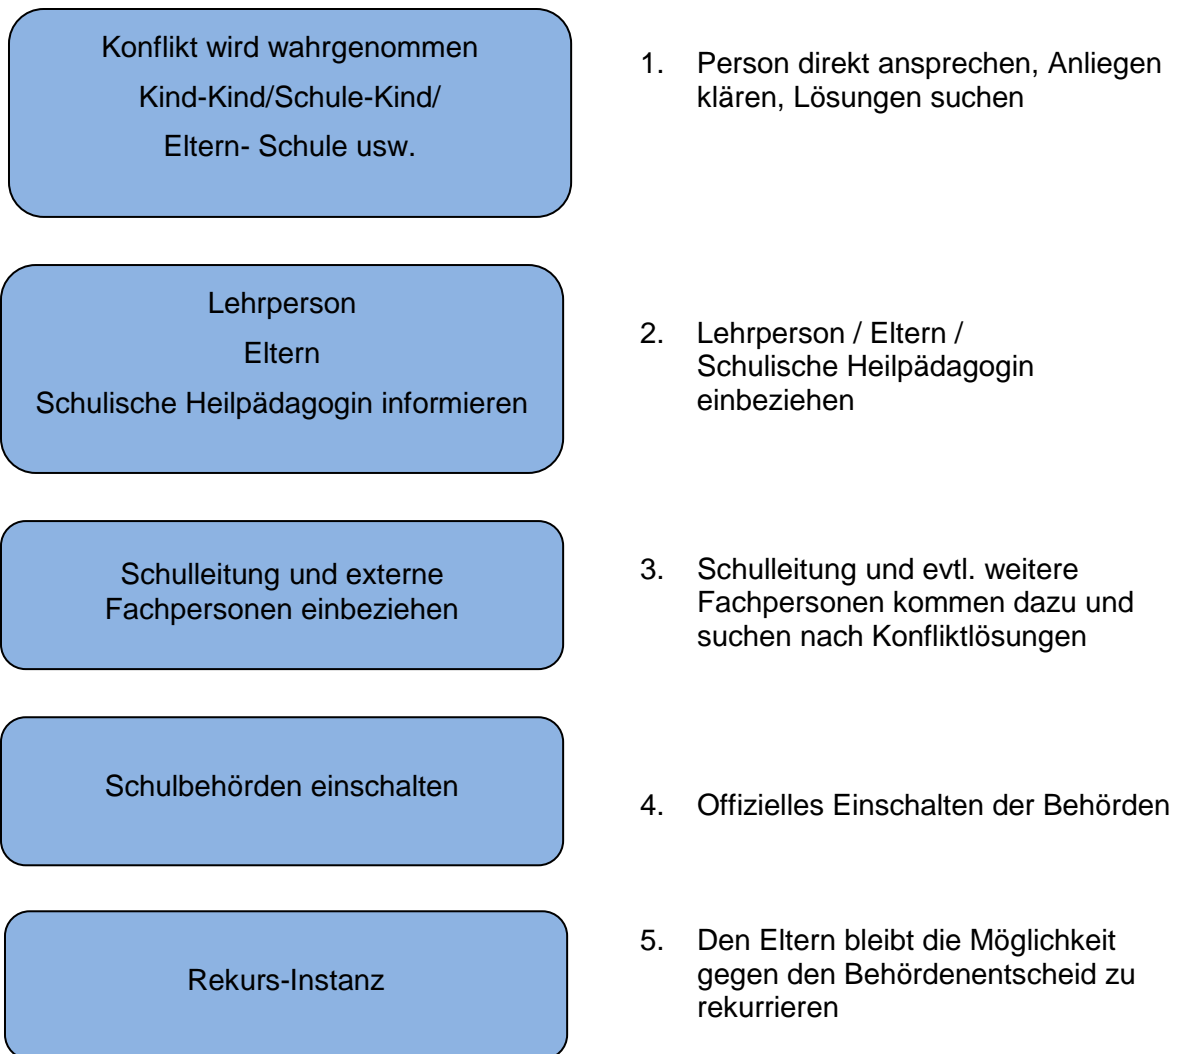 Konflikt wird wahrgenommen
Kind-Kind/Schule-Kind/
Eltern- Schule usw.
1. Person direkt ansprechen, Anliegen
klären, Lösungen suchen
Lehrperson
Eltern
Schulische Heilpädagogin informieren
2. Lehrperson / Eltern /
Schulische Heilpädagogin
einbeziehen
Schulleitung und externe
Fachpersonen einbeziehen
3. Schulleitung und evtl. weitere
Fachpersonen kommen dazu und
suchen nach Konfliktlösungen
Schulbehörden einschalten
4. Offizielles Einschalten der Behörden
Rekurs-Instanz
5. Den Eltern bleibt die Möglichkeit
gegen den Behördenentscheid zu
rekurrieren